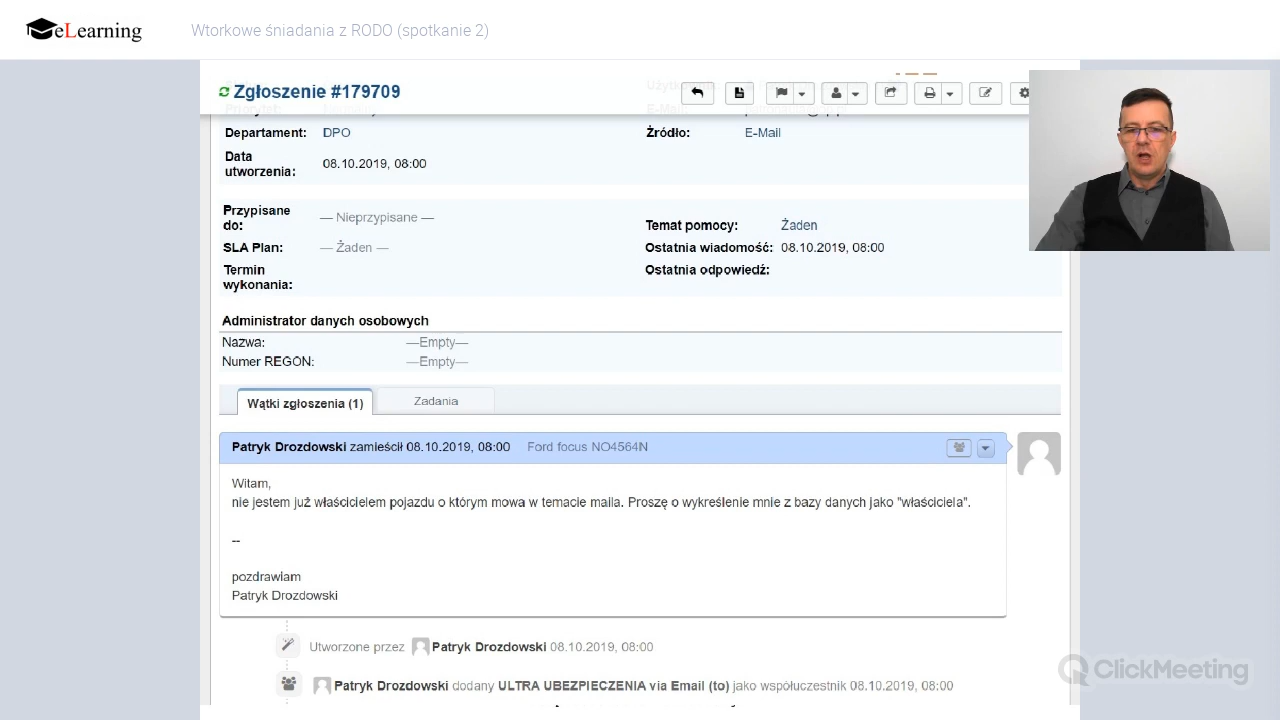 eLearning
Wtorkowe śniadania z RODO (spotkanie 2)
Zgłoszenie #179709
Departament: DPO
Żródło: E-Mail
Data utworzenia: 08.10.2019, 08:00
Przypisane do: — Nieprzypisane —
Temat pomocy: Żaden
SLA Plan: — Żaden —
Ostatnia wiadomość: 08.10.2019, 08:00
Termin wykonania:
Ostatnia odpowiedź:
Administrator danych osobowych
Nazwa: —Empty—
Numer REGON: —Empty—
Wątki zgłoszenia (1)
Zadania
Patryk Drozdowski zamieścił 08.10.2019, 08:00 Ford focus NO4564N
Witam,
nie jestem już właścicielem pojazdu o którym mowa w temacie maila. Proszę o wykreślenie mnie z bazy danych jako "właściciela".
--
pozdrawiam
Patryk Drozdowski
Utworzone przez Patryk Drozdowski 08.10.2019, 08:00
Patryk Drozdowski dodany ULTRA UBEZPIECZENIA via Email (to) jako współuczestnik 08.10.2019, 08:00
ClickMeeting